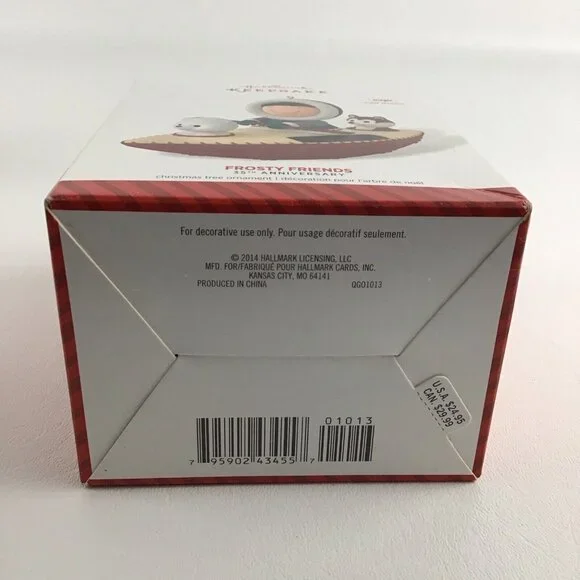 KEEPSAKE
FROSTY FRIENDS
35TH ANNIVERSARY
christmas tree ornament | décoration pour l'arbre de noël
For decorative use only. Pour usage décoratif seulement.
© 2014 HALLMARK LICENSING, LLC
MFD. FOR/FABRIQUÉ POUR HALLMARK CARDS, INC.
KANSAS CITY, MO 64141
PRODUCED IN CHINA QGO1013
U.S.A. $24.95
CAN. $29.99
01013
7 95902 43455 7